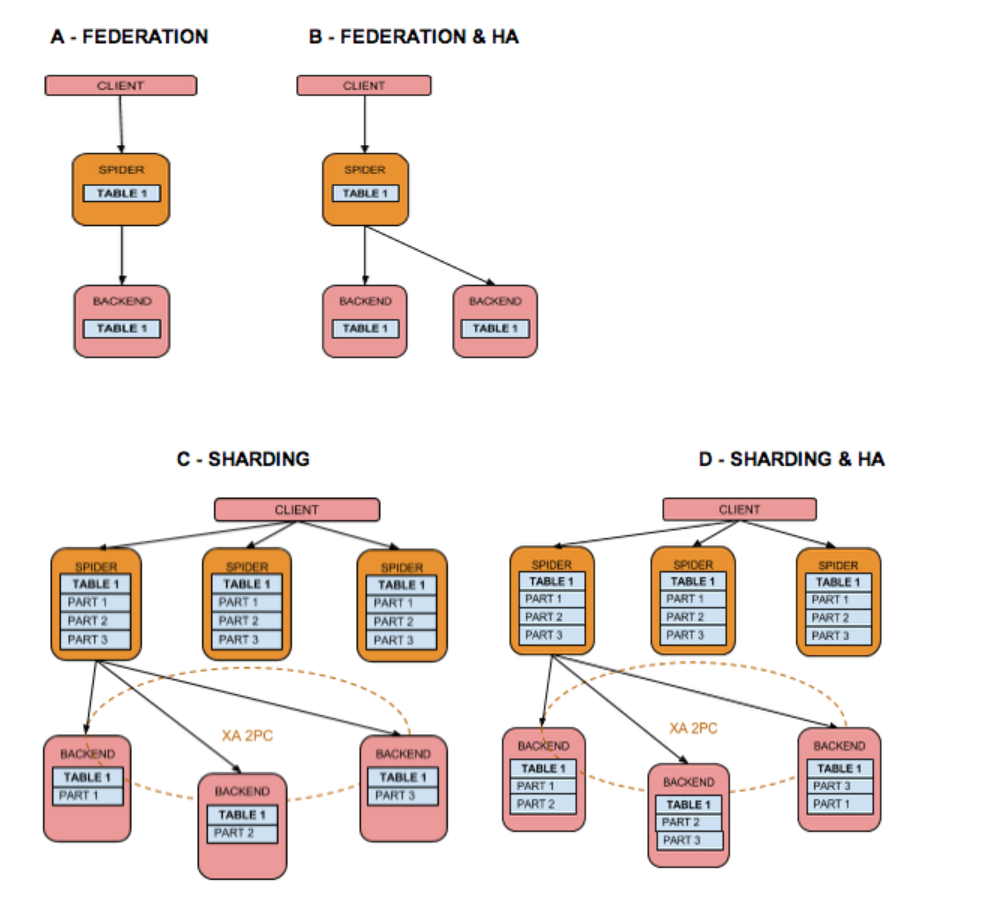 A - FEDERATION
CLIENT
SPIDER
TABLE 1
BACKEND
TABLE 1
B - FEDERATION & HA
CLIENT
SPIDER
TABLE 1
BACKEND
TABLE 1
BACKEND
TABLE 1
C - SHARDING
CLIENT
SPIDER
TABLE 1
PART 1
PART 2
PART 3
SPIDER
TABLE 1
PART 1
PART 2
PART 3
SPIDER
TABLE 1
PART 1
PART 2
PART 3
XA 2PC
BACKEND
TABLE 1
PART 1
BACKEND
TABLE 1
PART 2
BACKEND
TABLE 1
PART 3
D - SHARDING & HA
CLIENT
SPIDER
TABLE 1
PART 1
PART 2
PART 3
SPIDER
TABLE 1
PART 1
PART 2
PART 3
SPIDER
TABLE 1
PART 1
PART 2
PART 3
XA 2PC
BACKEND
TABLE 1
PART 1
PART 2
BACKEND
TABLE 1
PART 2
PART 3
BACKEND
TABLE 1
PART 3
PART 1